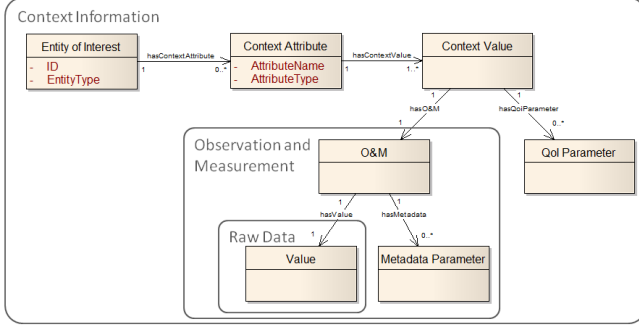 Context Information
Entity of Interest
- ID
- EntityType
hasContextAttribute
1
0..*
Context Attribute
- AttributeName
- AttributeType
hasContextValue
1
1..*
Context Value
1
1
hasO&M
hasQoiParameter
1
0..*
Observation and
Measurement
O&M
QoI Parameter
1
1
hasValue
hasMetadata
1
0..*
Raw Data
Value
Metadata Parameter